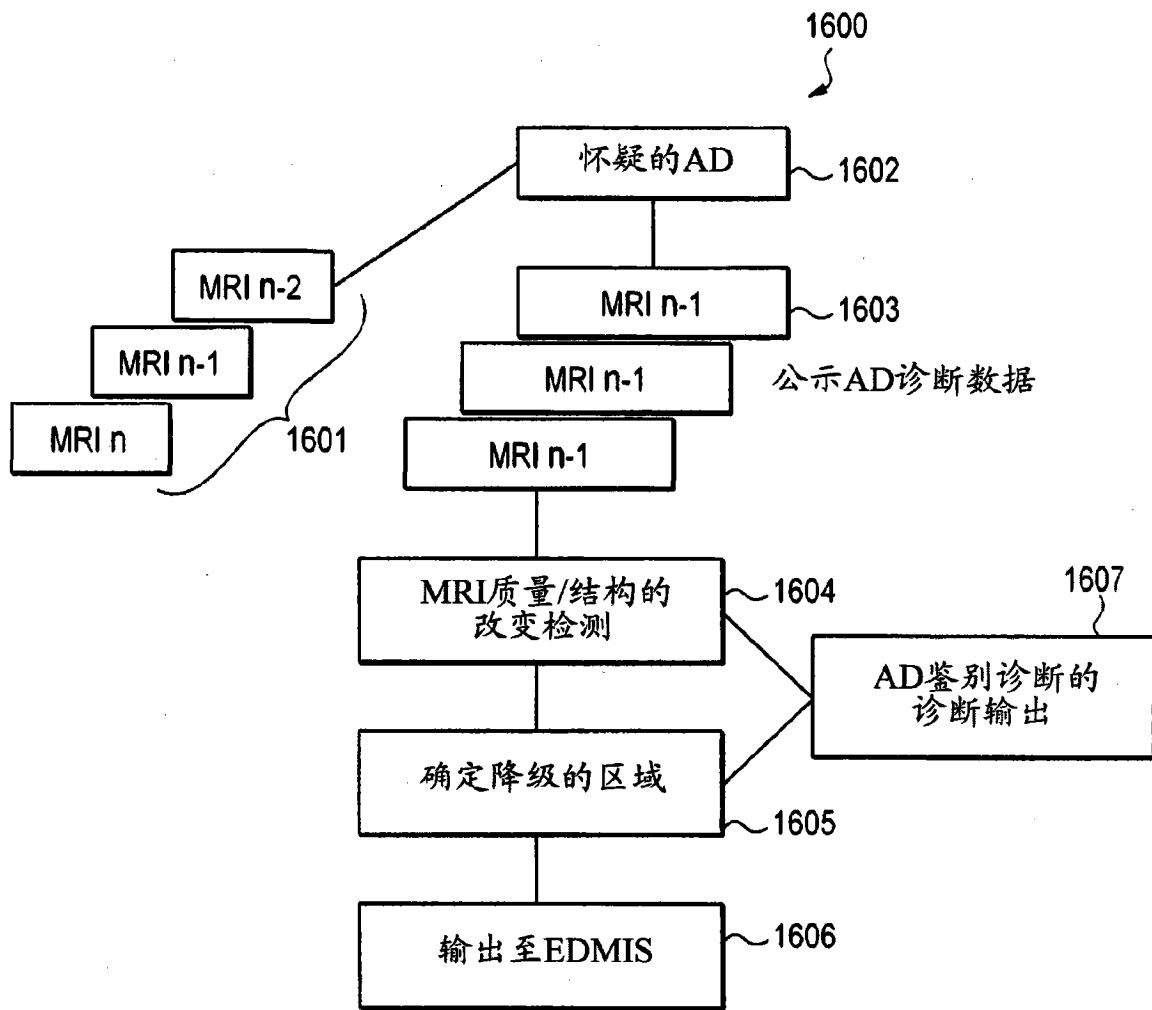 1600
怀疑的AD
1602
MRI n-2
MRI n-1
MRI n
1601
MRI n-1
1603
MRI n-1
公示AD诊断数据
MRI n-1
MRI质量/结构的
改变检测
1604
1607
AD鉴别诊断的
诊断输出
确定降级的区域
1605
输出至EDMIS
1606